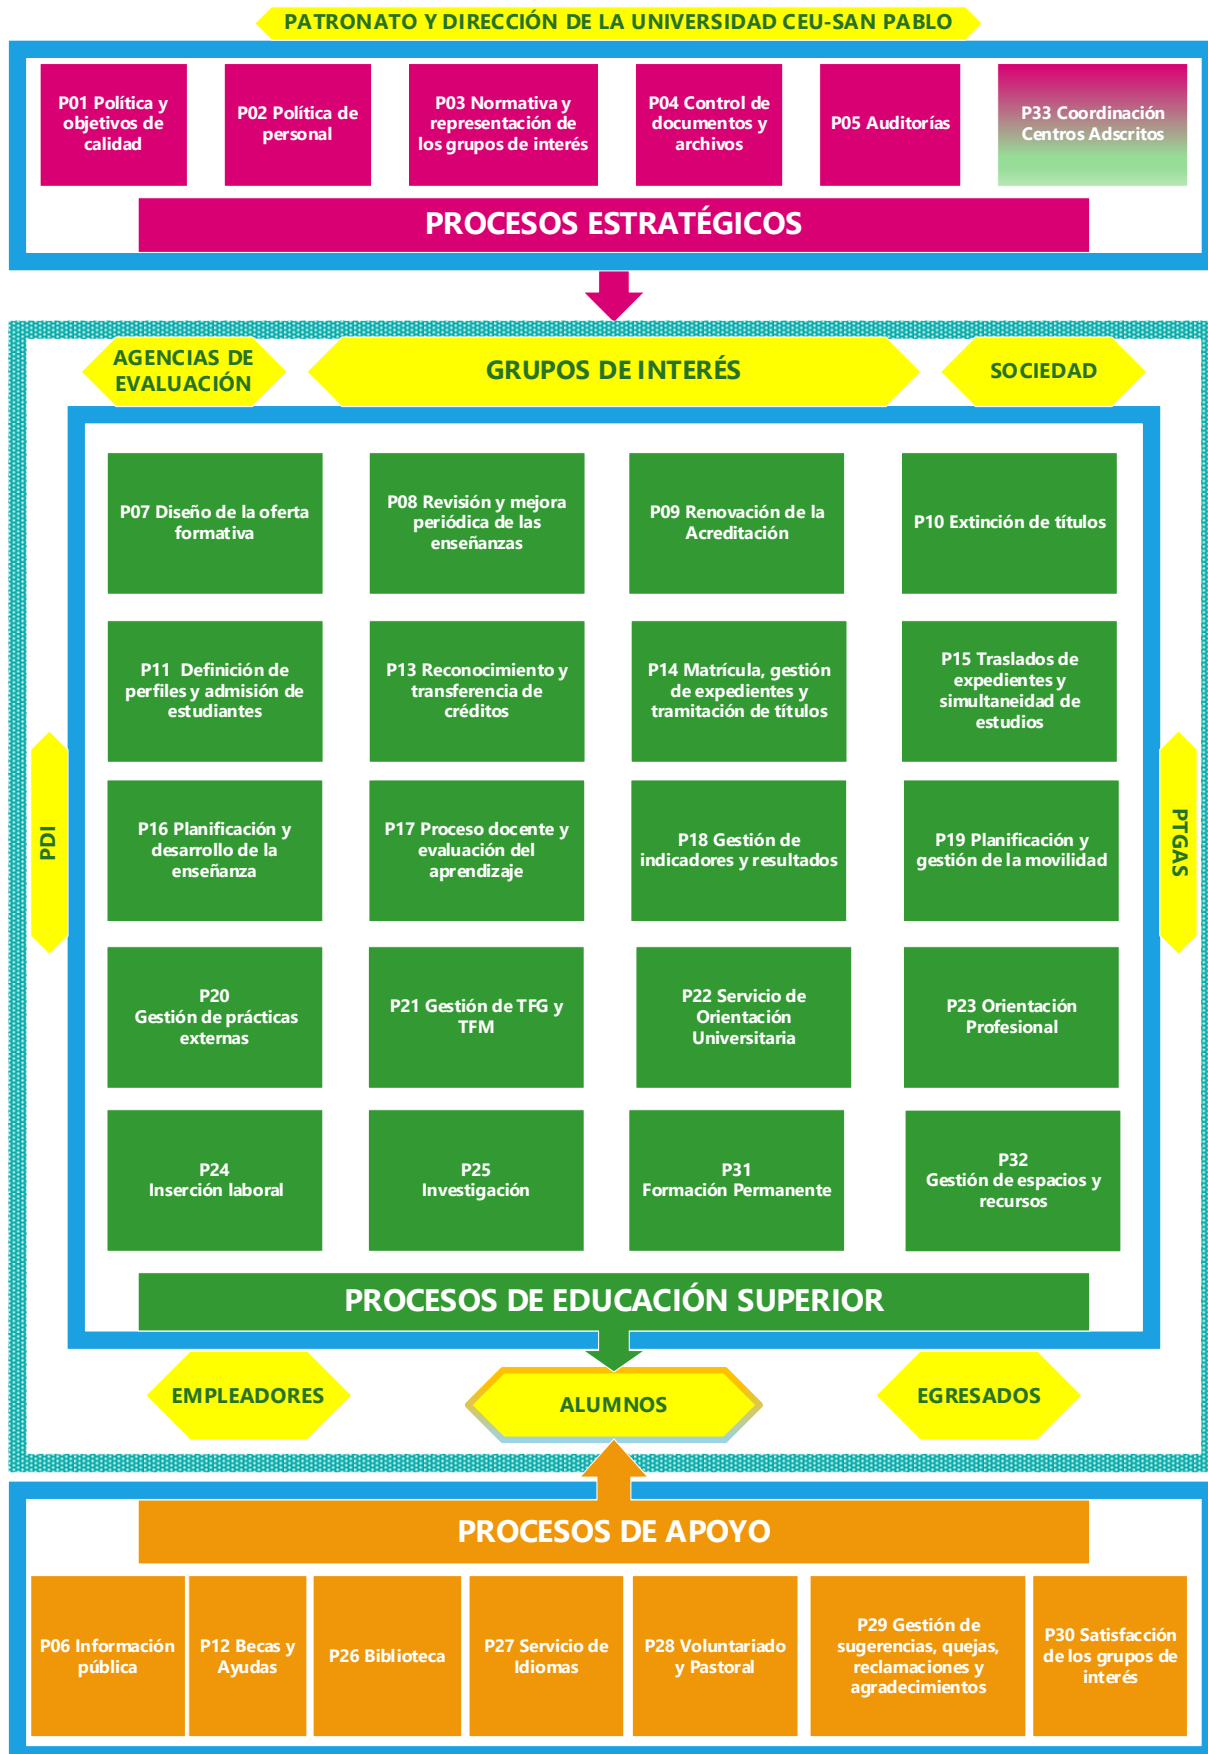 PATRONATO Y DIRECCIÓN DE LA UNIVERSIDAD CEU-SAN PABLO
P01 Política y
objetivos de
calidad
P02 Política de
personal
P03 Normativa y
representación de
los grupos de interés
P04 Control de
documentos y
archivos
P05 Auditorías
P33 Coordinación
Centros Adscritos
PROCESOS ESTRATÉGICOS
AGENCIAS DE
EVALUACIÓN
GRUPOS DE INTERÉS
SOCIEDAD
P07 Diseño de la oferta
formativa
P08 Revisión y mejora
periódica de las
enseñanzas
P09 Renovación de la
Acreditación
P10 Extinción de títulos
P11 Definición de
perfiles y admisión de
estudiantes
P13 Reconocimiento y
transferencia de
créditos
P14 Matrícula, gestión
de expedientes y
tramitación de títulos
P15 Traslados de
expedientes y
simultaneidad de
estudios
PDI
PTGAS
P16 Planificación y
desarrollo de la
enseñanza
P17 Proceso docente y
evaluación del
aprendizaje
P18 Gestión de
indicadores y resultados
P19 Planificación y
gestión de la movilidad
P20
Gestión de prácticas
externas
P21 Gestión de TFG y
TFM
P22 Servicio de
Orientación
Universitaria
P23 Orientación
Profesional
P24
Inserción laboral
P25
Investigación
P31
Formación Permanente
P32
Gestión de espacios y
recursos
PROCESOS DE EDUCACIÓN SUPERIOR
EMPLEADORES
ALUMNOS
EGRESADOS
PROCESOS DE APOYO
P06 Información
pública
P12 Becas y
Ayudas
P26 Biblioteca
P27 Servicio de
Idiomas
P28 Voluntariado
y Pastoral
P29 Gestión de
sugerencias, quejas,
reclamaciones y
agradecimientos
P30 Satisfacción
de los grupos de
interés